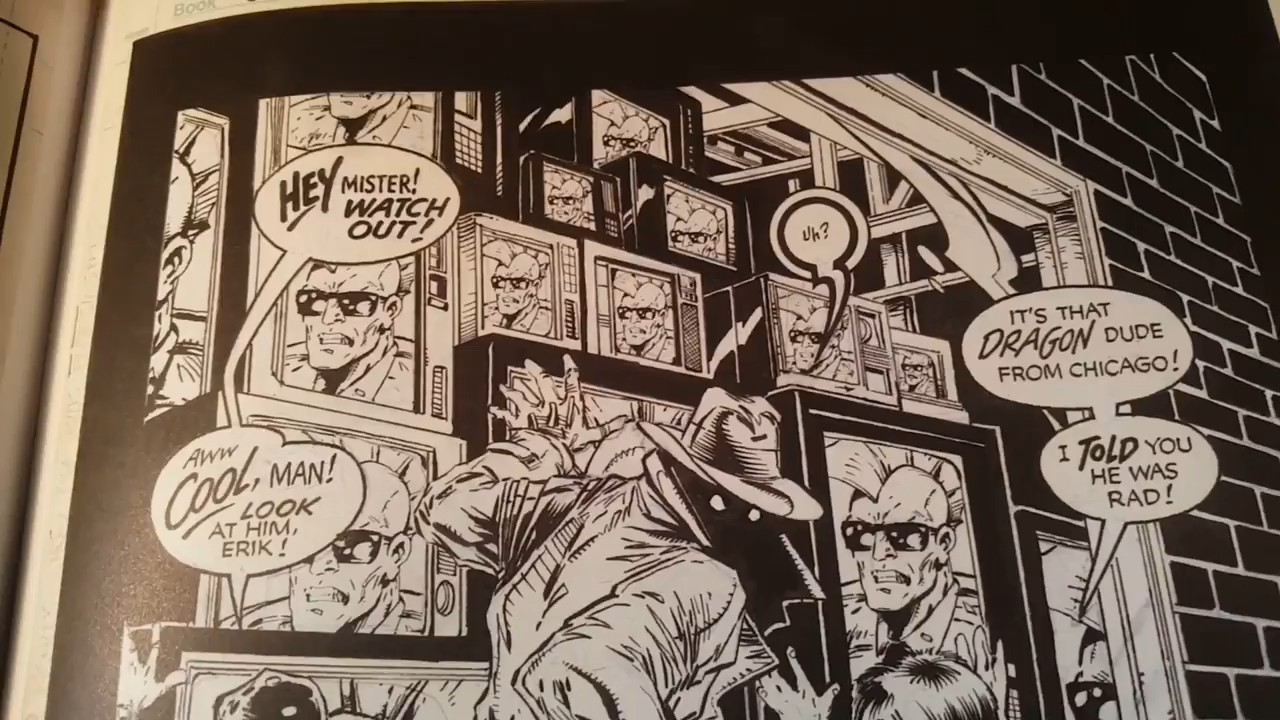 Book
HEY MISTER!
WATCH
OUT!
AWW
COOL, MAN!
LOOK
AT HIM,
ERIK!
UH?
IT'S THAT
DRAGON DUDE
FROM CHICAGO!
I TOLD YOU
HE WAS
RAD!